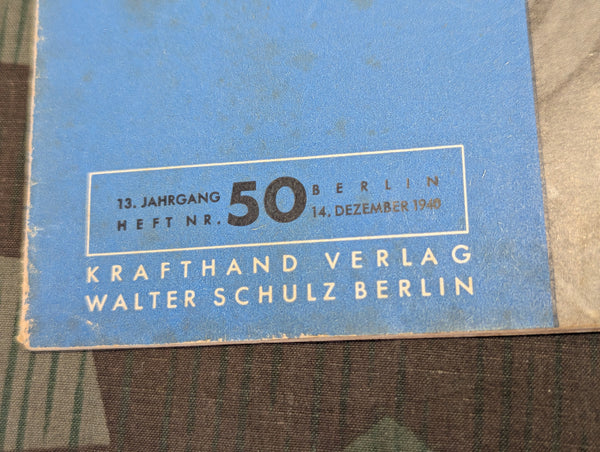 13. JAHRGANG
HEFT NR.
50
BERLIN
14. DEZEMBER 1940
KRAFTHAND VERLAG
WALTER SCHULZ BERLIN